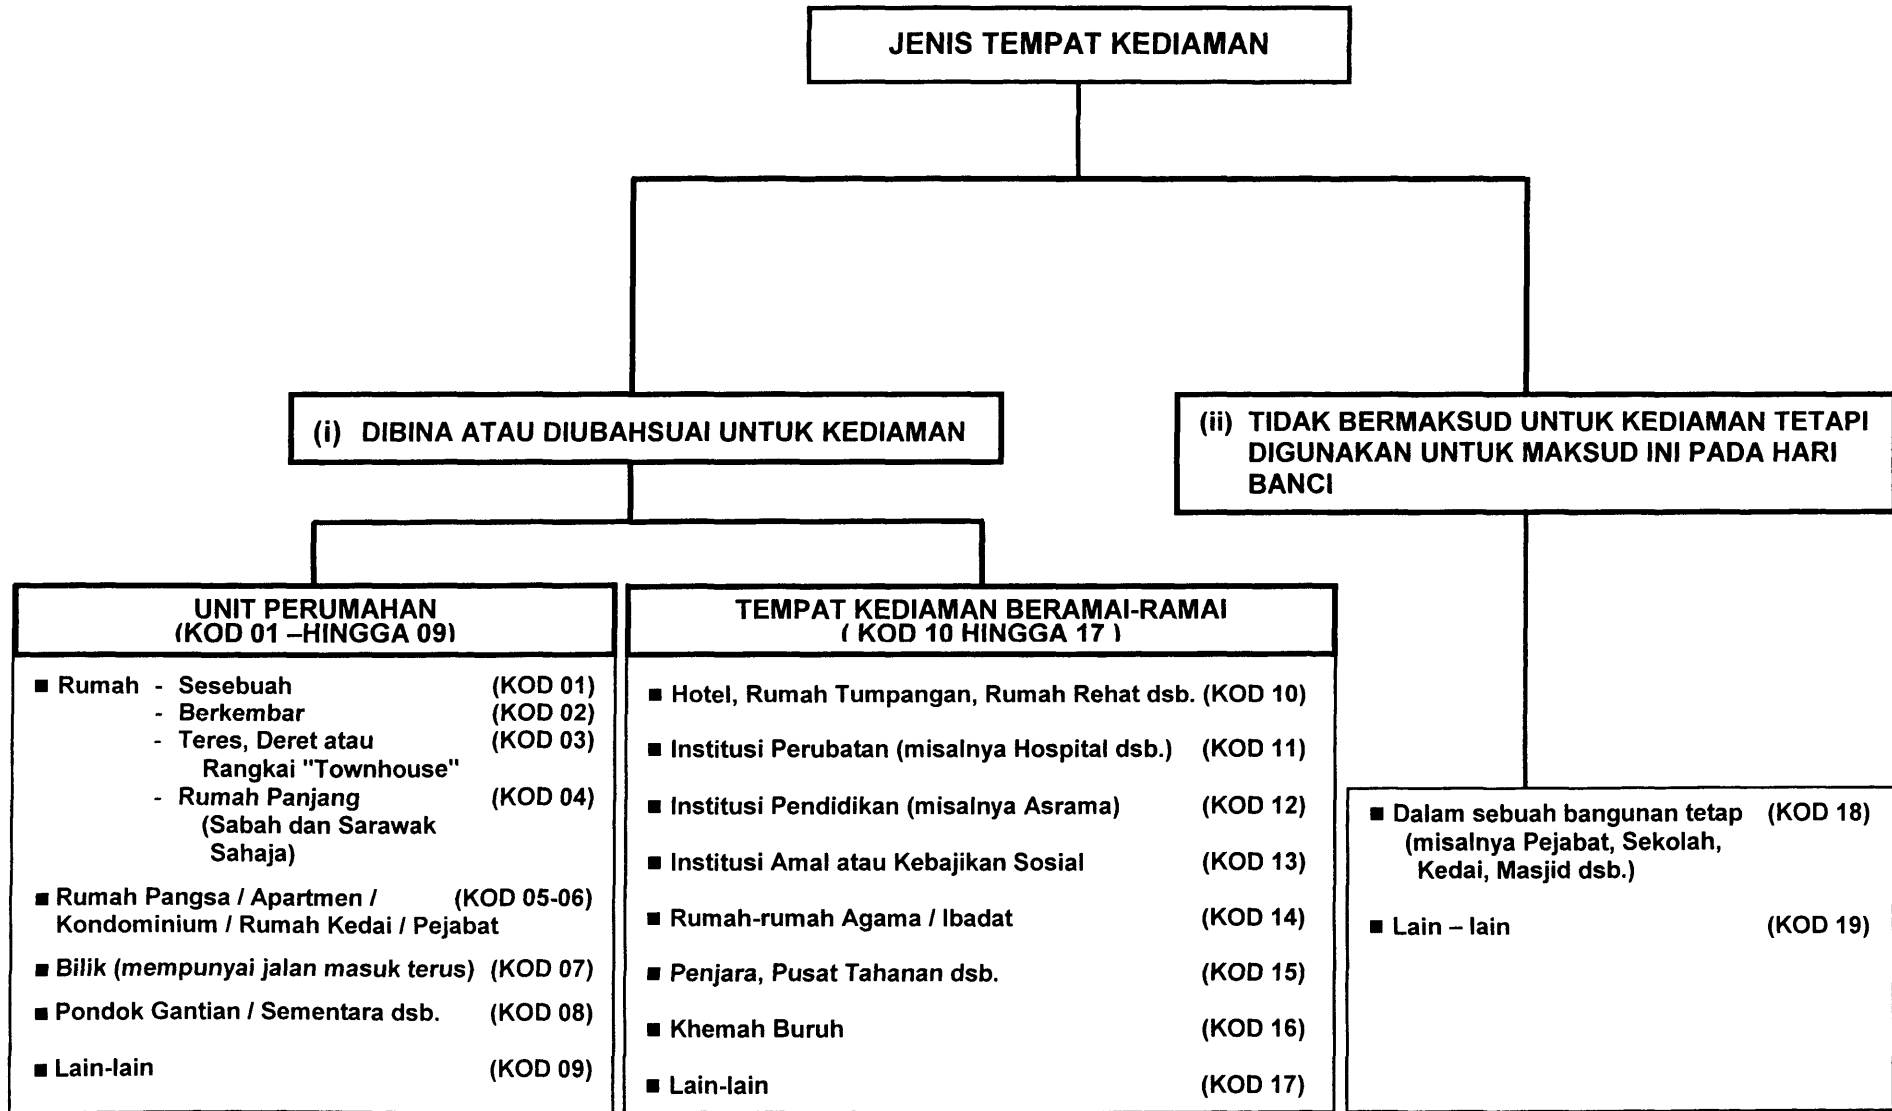 JENIS TEMPAT KEDIAMAN
(i) DIBINA ATAU DIUBAHSUAI UNTUK KEDIAMAN
(ii) TIDAK BERMAKSUD UNTUK KEDIAMAN TETAPI
DIGUNAKAN UNTUK MAKSUD INI PADA HARI
BANCI
UNIT PERUMAHAN
(KOD 01 –HINGGA 09)
■ Rumah - Sesebuah (KOD 01)
- Berkembar (KOD 02)
- Teres, Deret atau (KOD 03)
Rangkai "Townhouse"
- Rumah Panjang (KOD 04)
(Sabah dan Sarawak
Sahaja)
■ Rumah Pangsa / Apartmen / (KOD 05-06)
Kondominium / Rumah Kedai / Pejabat
■ Bilik (mempunyai jalan masuk terus) (KOD 07)
■ Pondok Gantian / Sementara dsb. (KOD 08)
■ Lain-lain (KOD 09)
TEMPAT KEDIAMAN BERAMAI-RAMAI
( KOD 10 HINGGA 17 )
■ Hotel, Rumah Tumpangan, Rumah Rehat dsb. (KOD 10)
■ Institusi Perubatan (misalnya Hospital dsb.) (KOD 11)
■ Institusi Pendidikan (misalnya Asrama) (KOD 12)
■ Institusi Amal atau Kebajikan Sosial (KOD 13)
■ Rumah-rumah Agama / Ibadat (KOD 14)
■ Penjara, Pusat Tahanan dsb. (KOD 15)
■ Khemah Buruh (KOD 16)
■ Lain-lain (KOD 17)
■ Dalam sebuah bangunan tetap (KOD 18)
(misalnya Pejabat, Sekolah,
Kedai, Masjid dsb.)
■ Lain – lain (KOD 19)